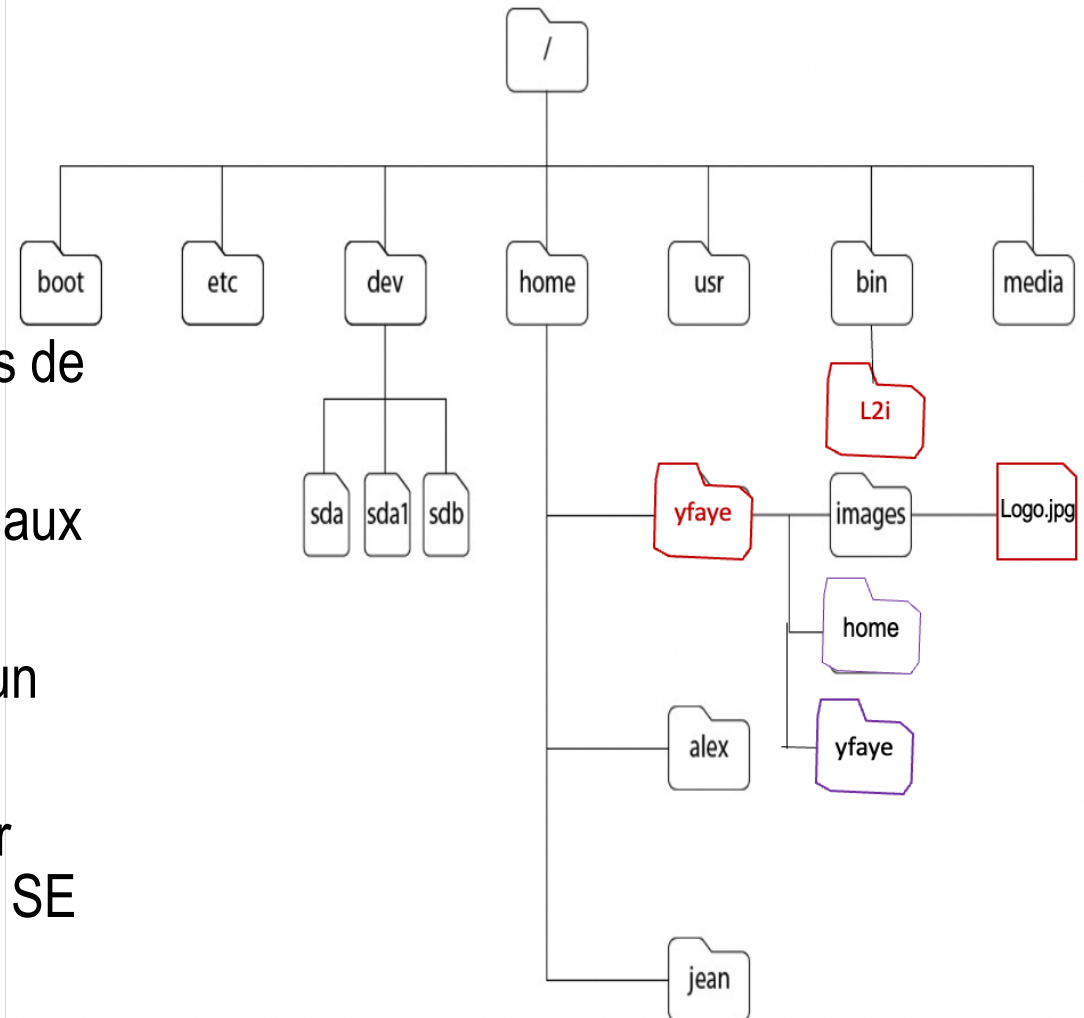 /
boot etc dev home usr bin media
s de
L2i
sda sda1 sdb yfaye images Logo.jpg
aux
home
un
alex yfaye
r
SE
jean